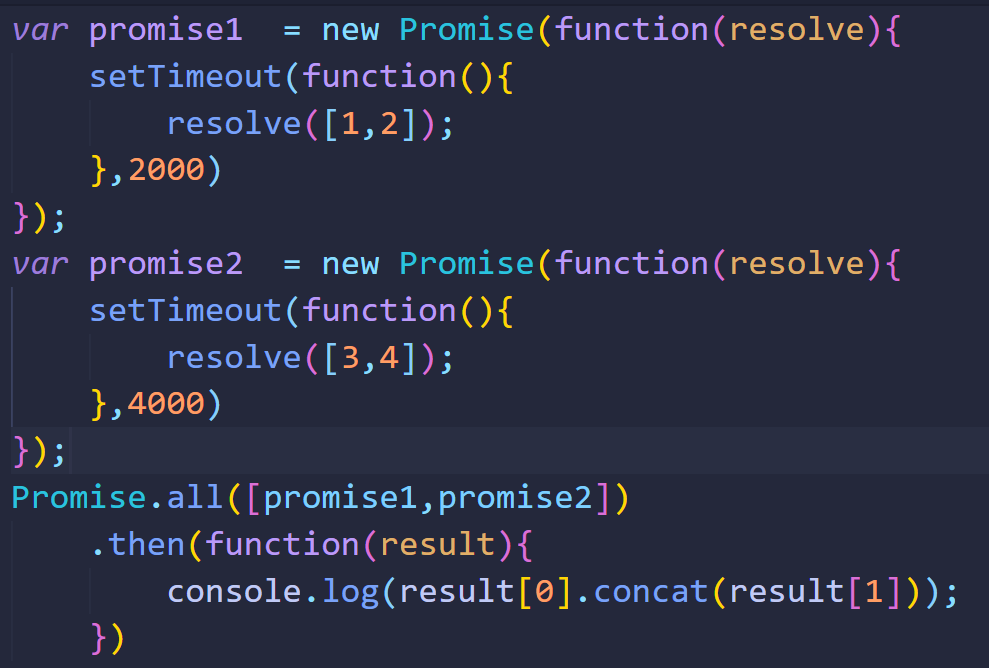 var promise1  = new Promise(function(resolve){
    setTimeout(function(){
        resolve([1,2]);
    },2000)
});
var promise2  = new Promise(function(resolve){
    setTimeout(function(){
        resolve([3,4]);
    },4000)
});
Promise.all([promise1,promise2])
    .then(function(result){
        console.log(result[0].concat(result[1]));
    })